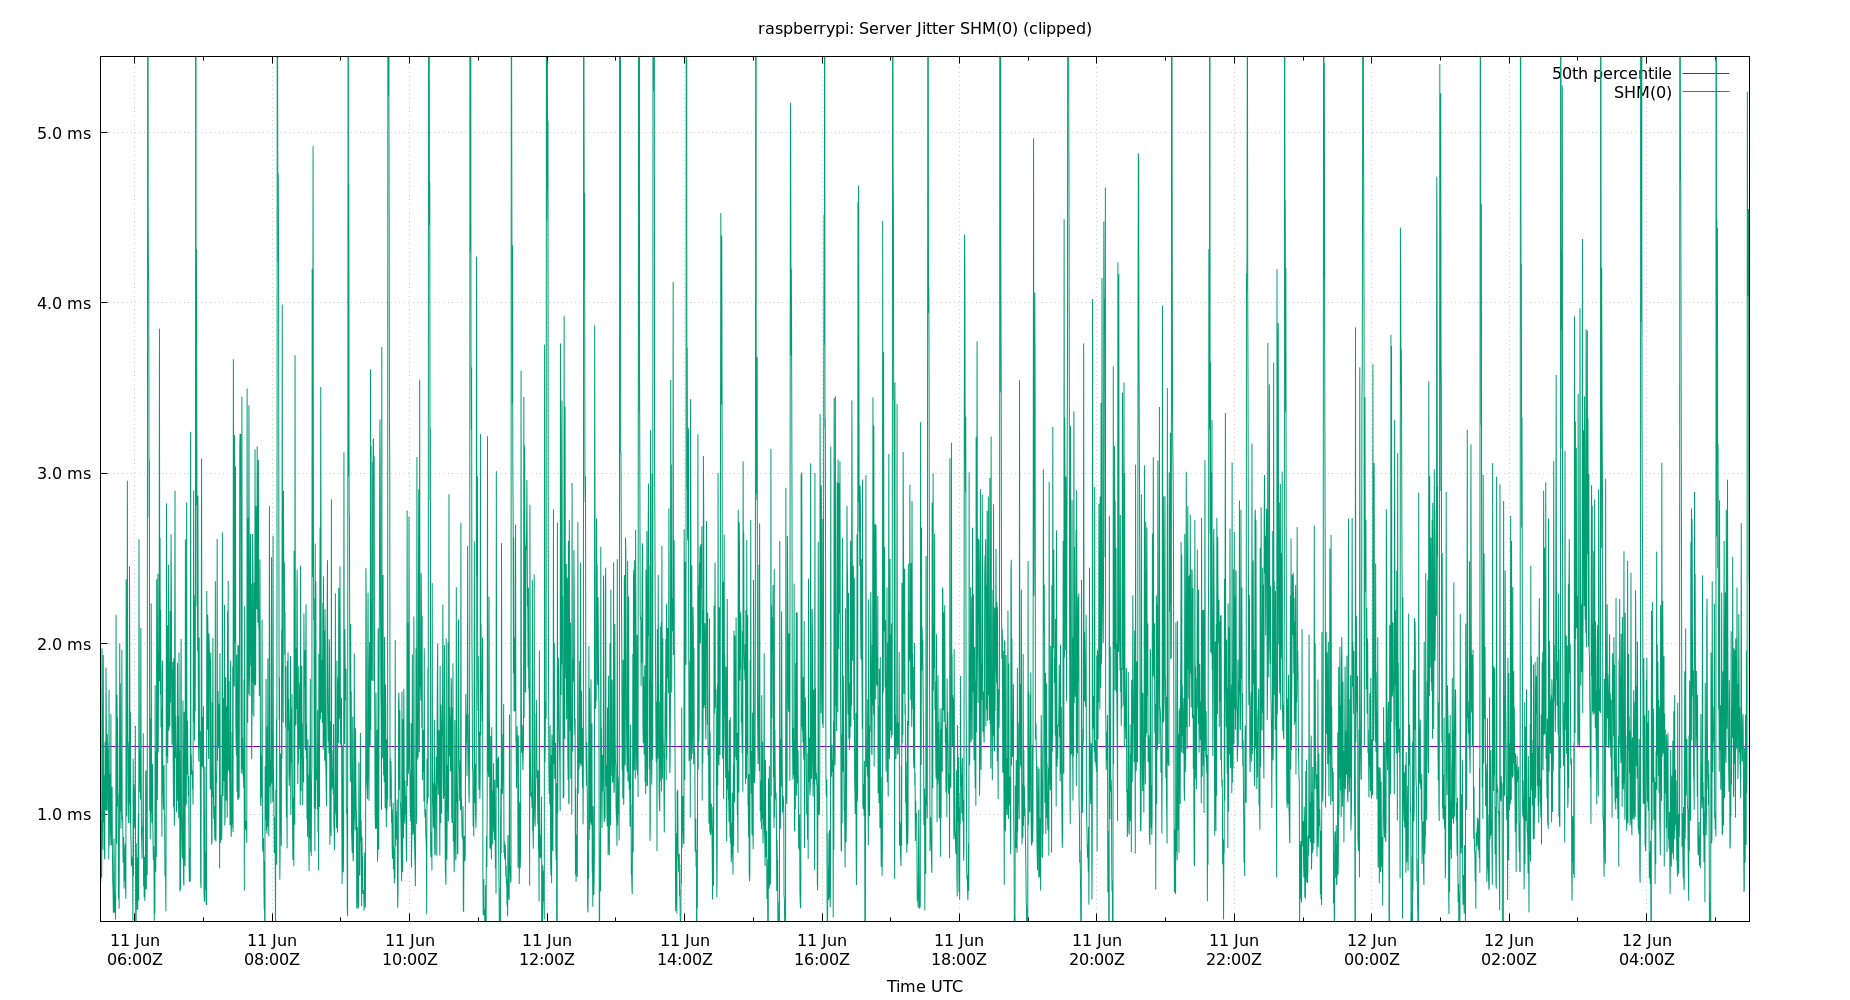 raspberrypi: Server Jitter SHM(0) (clipped)
50th percentile
SHM(0)
5.0 ms
4.0 ms
3.0 ms
2.0 ms
1.0 ms
11 Jun 11 Jun 11 Jun 11 Jun 11 Jun 11 Jun 11 Jun 11 Jun 11 Jun 12 Jun 12 Jun 12 Jun
06:00Z 08:00Z 10:00Z 12:00Z 14:00Z 16:00Z 18:00Z 20:00Z 22:00Z 00:00Z 02:00Z 04:00Z
Time UTC